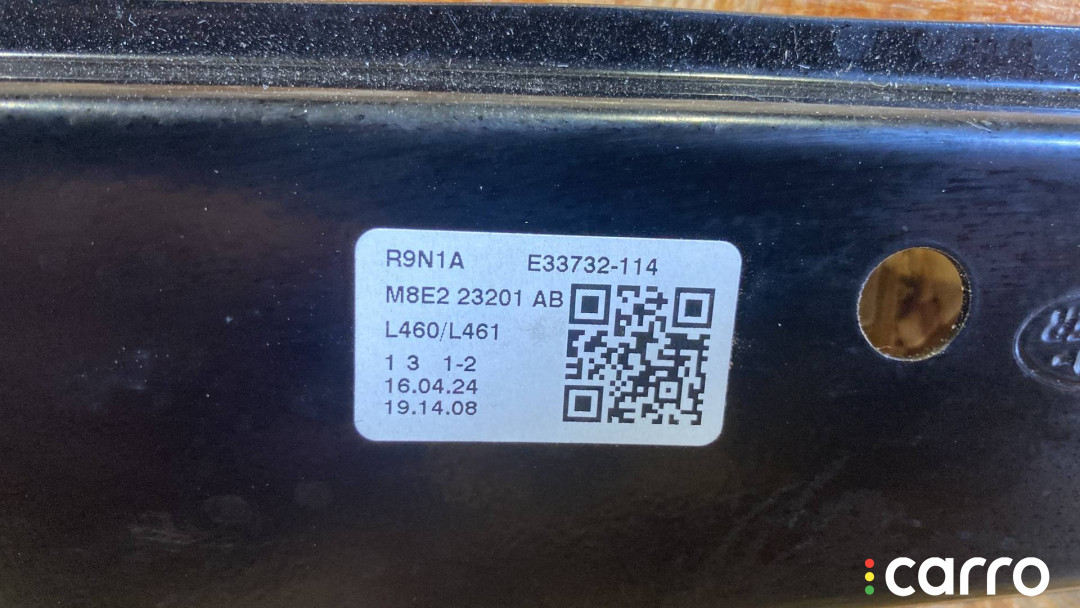 R9N1A E33732-114
M8E2 23201 AB
L460/L461
1 3 1-2
16.04.24
19.14.08
carro